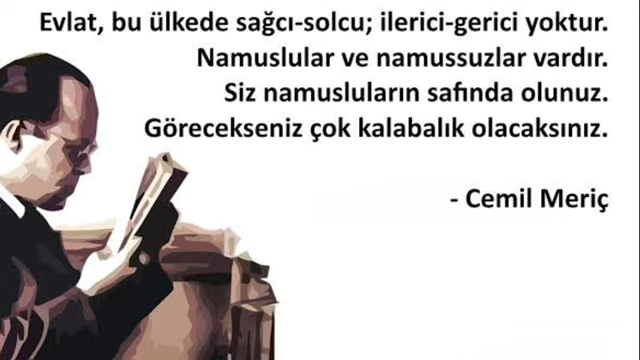 Evlat, bu ülkede sağcı-solcu; ilerici-gerici yoktur.
Namuslular ve namussuzlar vardır.
Siz namusluların safında olunuz.
Görecekseniz çok kalabalık olacaksınız.
- Cemil Meriç